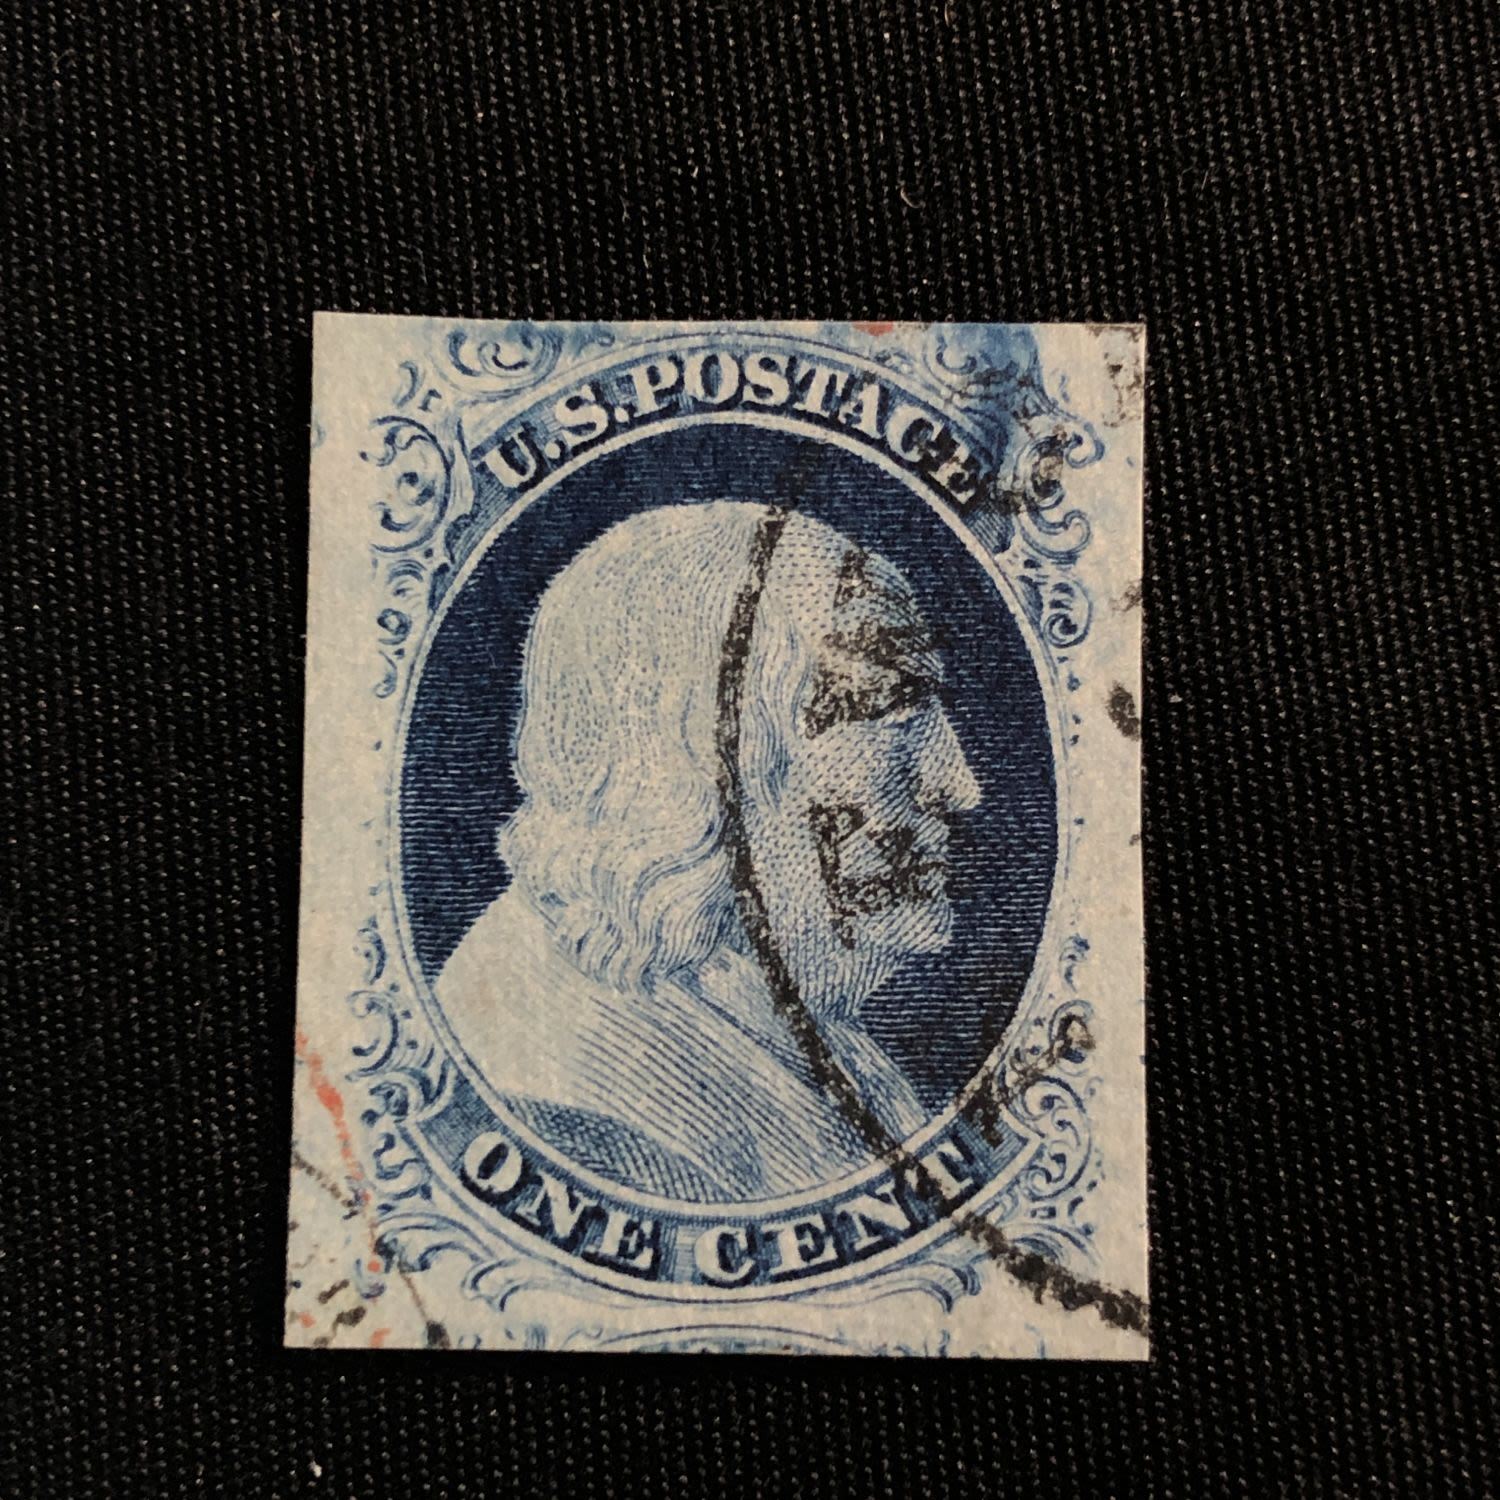 U.S. POSTAGE
ONE CENT